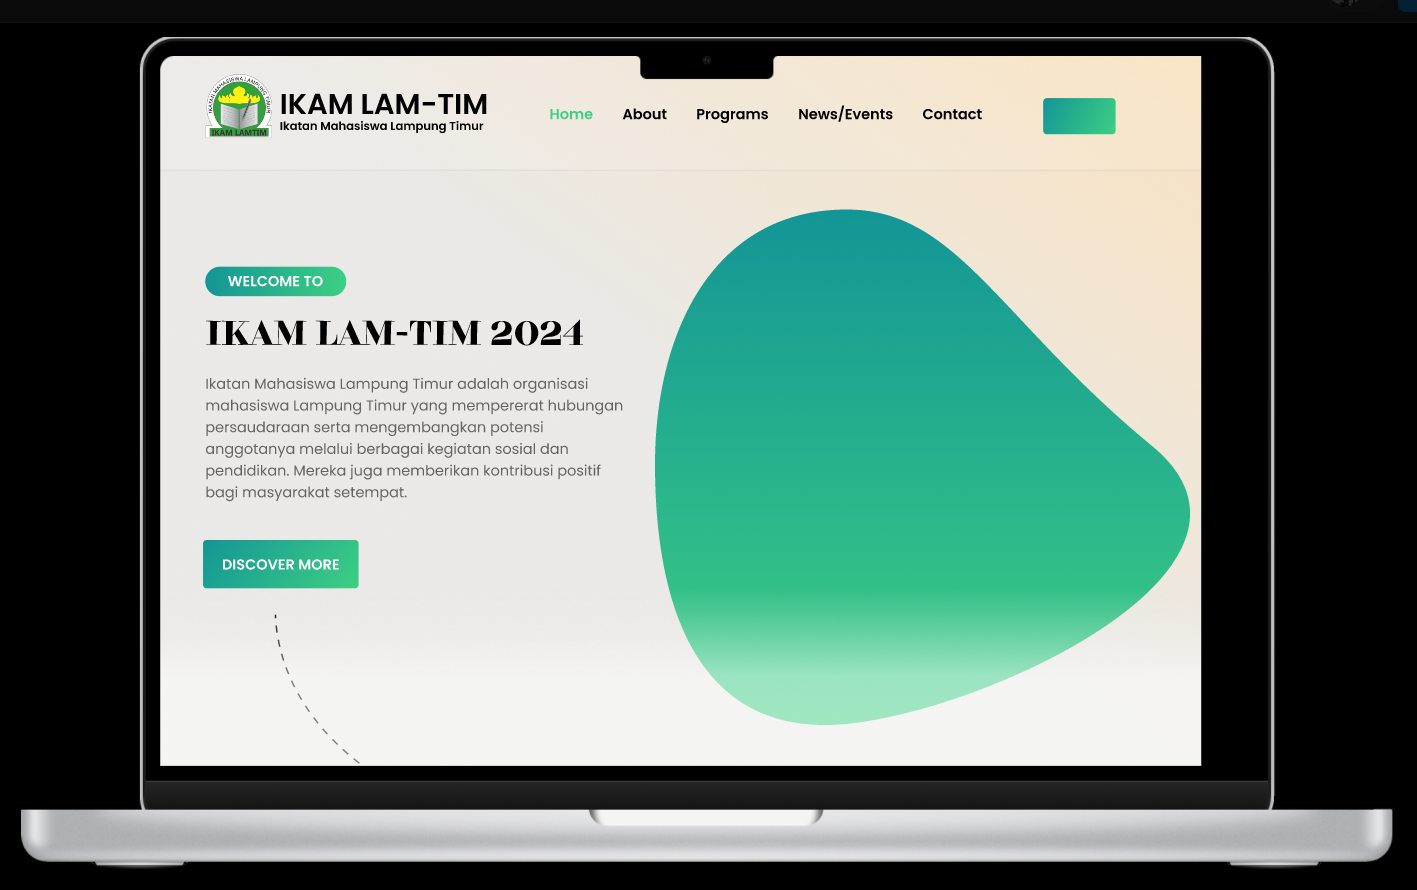 IKATAN MAHASISWA LAMPUNG TIMUR
IKAM LAMTIM
IKAM LAM-TIM
Ikatan Mahasiswa Lampung Timur
Home About Programs News/Events Contact
WELCOME TO
IKAM LAM-TIM 2024
Ikatan Mahasiswa Lampung Timur adalah organisasi
mahasiswa Lampung Timur yang mempererat hubungan
persaudaraan serta mengembangkan potensi
anggotanya melalui berbagai kegiatan sosial dan
pendidikan. Mereka juga memberikan kontribusi positif
bagi masyarakat setempat.
DISCOVER MORE